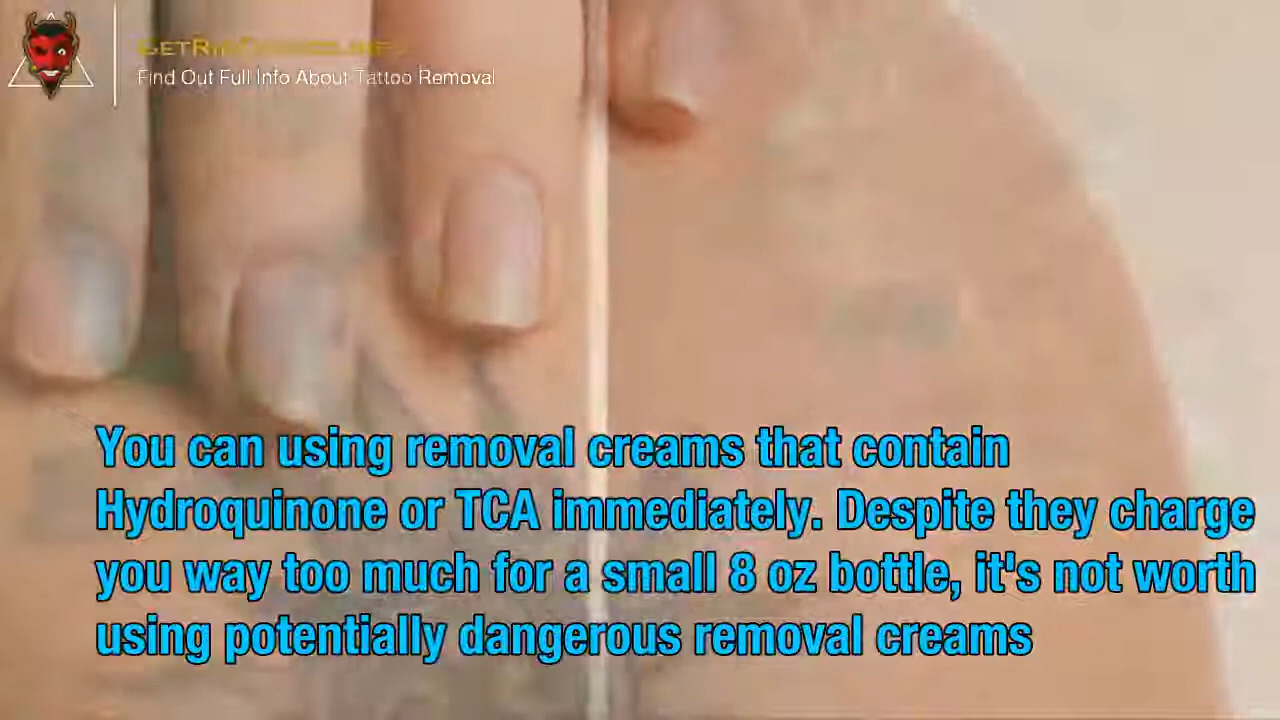 Find Out Full Info About Tattoo Removal
You can using removal creams that contain
Hydroquinone or TCA immediately. Despite they charge
you way too much for a small 8 oz bottle, it's not worth
using potentially dangerous removal creams